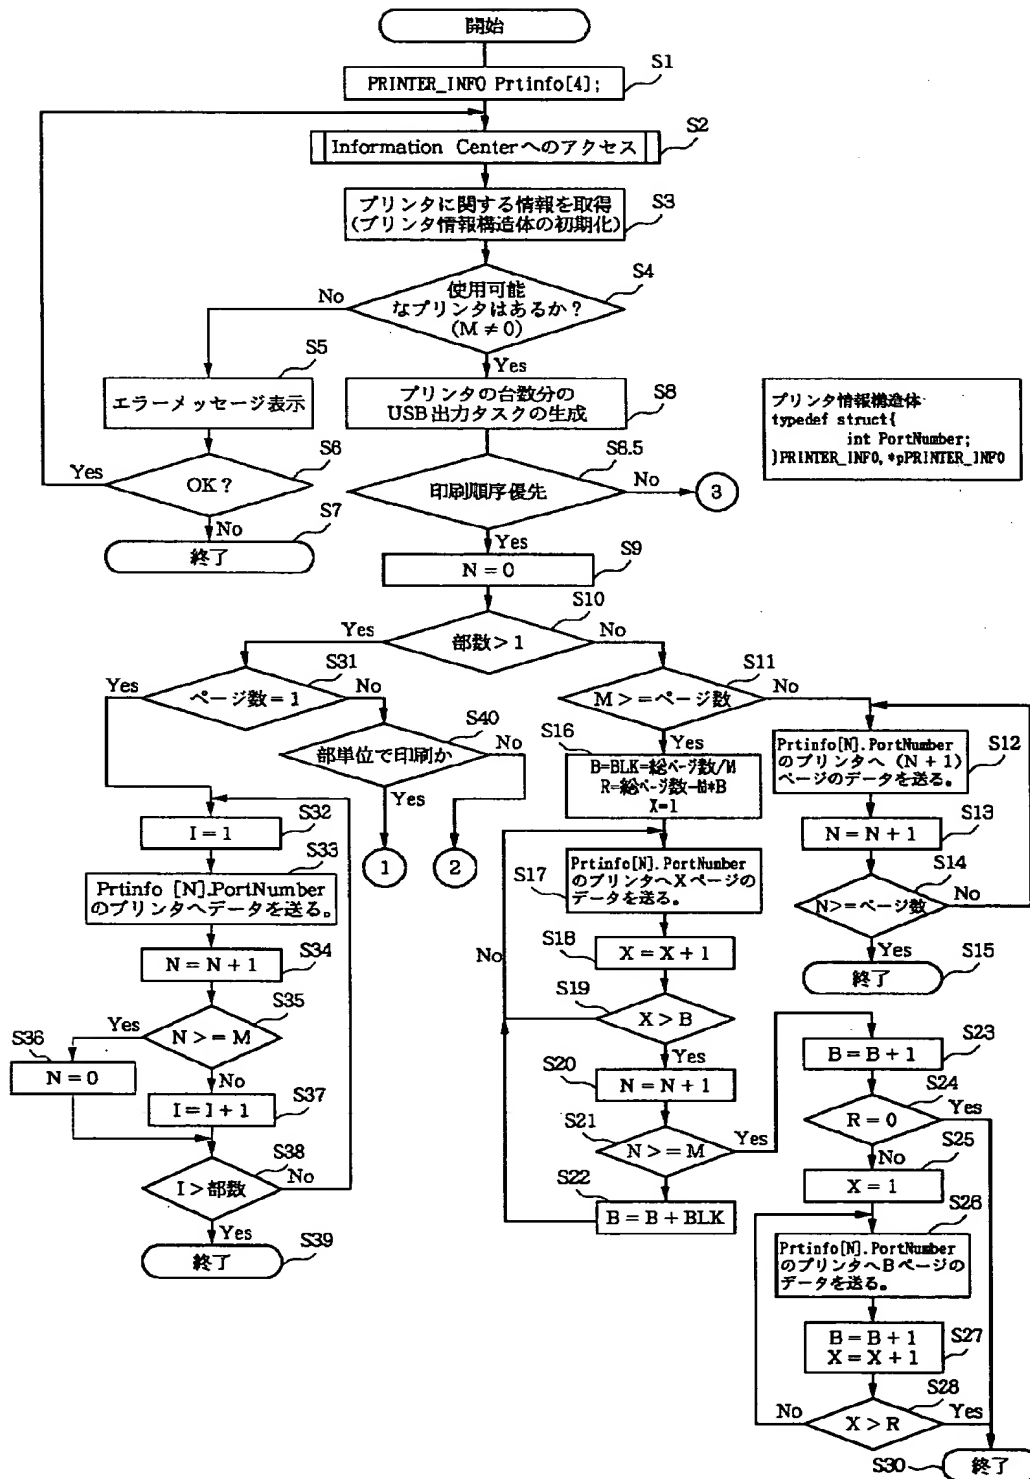 開始
S1
PRINTER_INFO Prtinfo[4];
S2
Information Centerへのアクセス
S3
プリンタに関する情報を取得
(プリンタ情報構造体の初期化)
S4
使用可能
なプリンタはあるか?
(M≠0)
No
Yes
S5
エラーメッセージ表示
S6
OK?
Yes
No
S7
終了
S8
プリンタの台数分の
USB出力タスクの生成
プリンタ情報構造体
typedef struct{
int PortNumber;
}PRINTER_INFO,*pPRINTER_INFO
S8.5
印刷順序優先
No
3
Yes
S9
N=0
S10
部数>1
Yes
No
S31
ページ数=1
Yes
No
S40
部単位で印刷か
No
Yes
1
2
S32
I=1
S33
Prtinfo [N].PortNumber
のプリンタへデータを送る。
S34
N=N+1
S35
N>=M
Yes
No
S36
N=0
S37
I=1+1
S38
I>部数
No
Yes
S39
終了
S11
M>=ページ数
No
Yes
S12
Prtinfo[N].PortNumber
のプリンタへ(N+1)
ページのデータを送る。
S13
N=N+1
S14
N>=ページ数
No
Yes
S15
終了
S16
B=BLK=総ページ数/M
R=総ページ数-M*B
X=1
S17
Prtinfo[N].PortNumber
のプリンタへXページの
データを送る。
S18
X=X+1
S19
X>B
No
Yes
S20
N=N+1
S21
N>=M
Yes
S22
B=B+BLK
S23
B=B+1
S24
R=0
Yes
No
S25
X=1
S26
Prtinfo[N].PortNumber
のプリンタへBページの
データを送る。
S27
B=B+1
X=X+1
S28
X>R
No
Yes
S30
終了